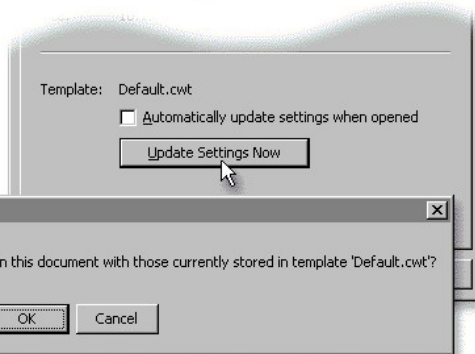 Template: Default.cwt
Automatically update settings when opened
Update Settings Now
n this document with those currently stored in template 'Default.cwt'?
OK Cancel